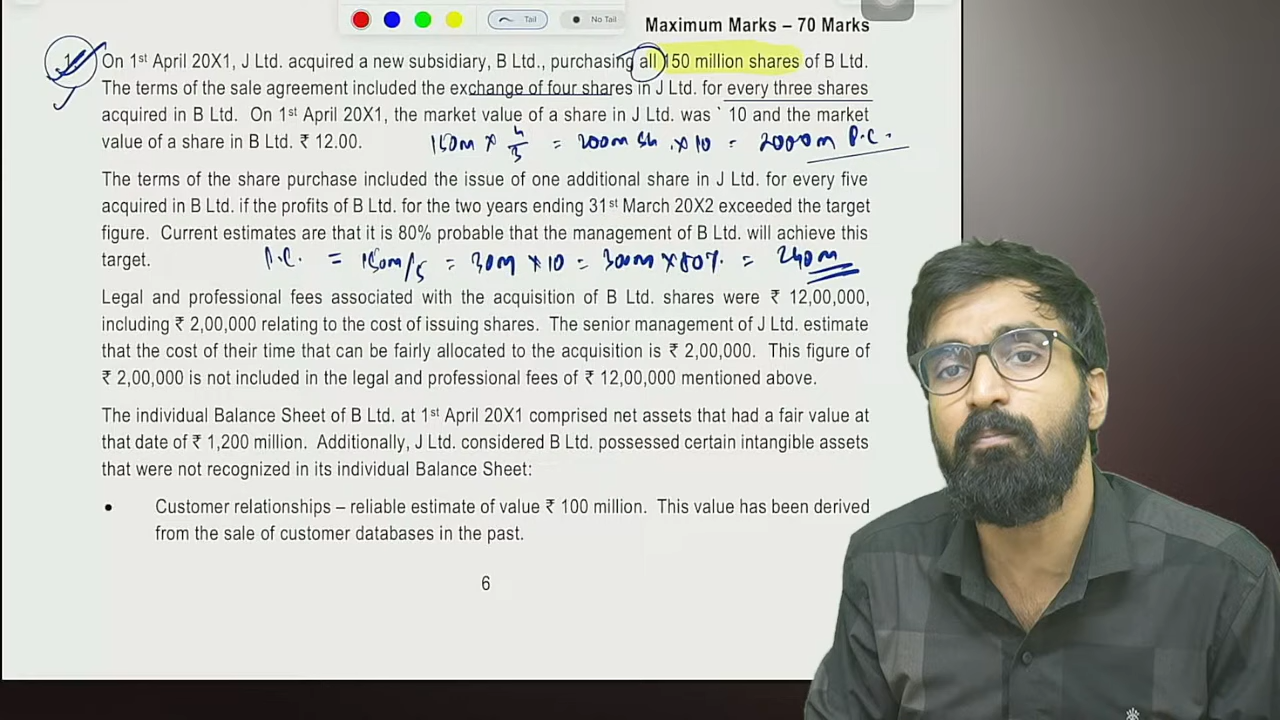 Tail
No Tail
Maximum Marks – 70 Marks
1. On 1st April 20X1, J Ltd. acquired a new subsidiary, B Ltd., purchasing all 150 million shares of B Ltd.
The terms of the sale agreement included the exchange of four shares in J Ltd. for every three shares
acquired in B Ltd. On 1st April 20X1, the market value of a share in J Ltd. was ` 10 and the market
value of a share in B Ltd. ₹ 12.00.
150m × 4/3 = 200m sh. × 10 = 2000m P.C.
The terms of the share purchase included the issue of one additional share in J Ltd. for every five
acquired in B Ltd. if the profits of B Ltd. for the two years ending 31st March 20X2 exceeded the target
figure. Current estimates are that it is 80% probable that the management of B Ltd. will achieve this
target.
P.C. = 150m/5 = 30m × 10 = 300m × 80% = 240m
Legal and professional fees associated with the acquisition of B Ltd. shares were ₹ 12,00,000,
including ₹ 2,00,000 relating to the cost of issuing shares. The senior management of J Ltd. estimate
that the cost of their time that can be fairly allocated to the acquisition is ₹ 2,00,000. This figure of
₹ 2,00,000 is not included in the legal and professional fees of ₹ 12,00,000 mentioned above.
The individual Balance Sheet of B Ltd. at 1st April 20X1 comprised net assets that had a fair value at
that date of ₹ 1,200 million. Additionally, J Ltd. considered B Ltd. possessed certain intangible assets
that were not recognized in its individual Balance Sheet:
• Customer relationships – reliable estimate of value ₹ 100 million. This value has been derived
from the sale of customer databases in the past.
6